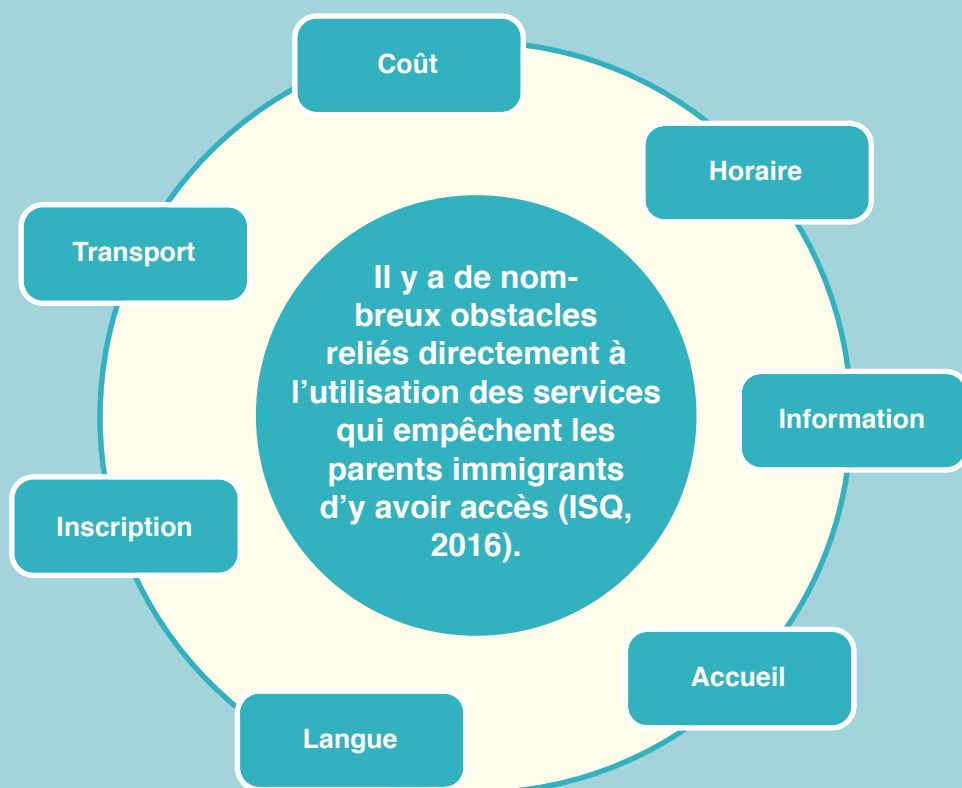 Coût
Horaire
Transport
Il y a de nom-
breux obstacles
reliés directement à
l’utilisation des services
qui empêchent les
parents immigrants
d’y avoir accès (ISQ,
2016).
Information
Inscription
Accueil
Langue